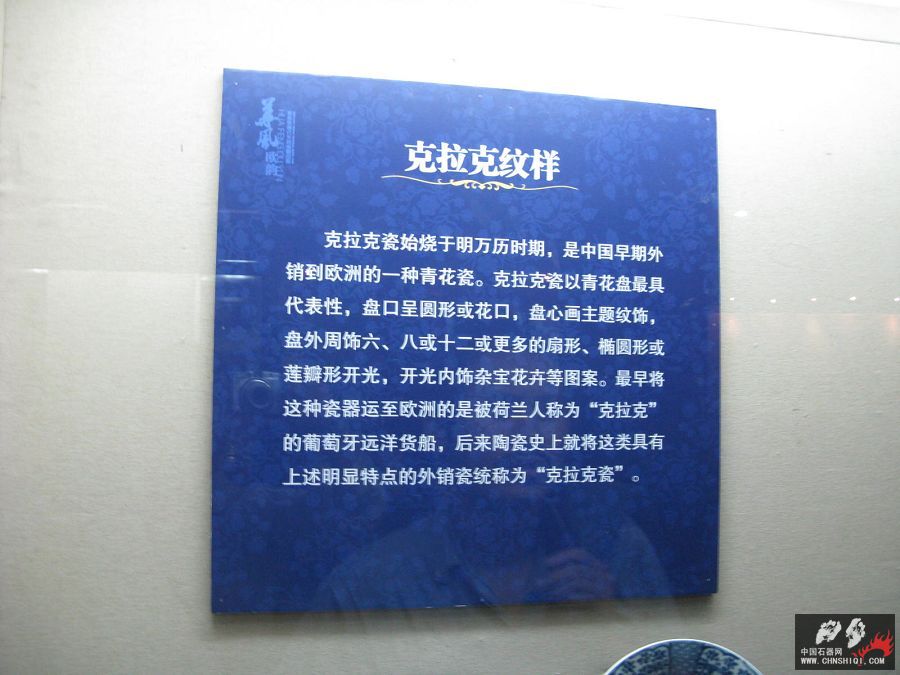 华风
欧韵
克拉克纹样
克拉克瓷始烧于明万历时期，是中国早期外
销到欧洲的一种青花瓷。克拉克瓷以青花盘最具
代表性，盘口呈圆形或花口，盘心画主题纹饰，
盘外周饰六、八或十二或更多的扇形、椭圆形或
莲瓣形开光，开光内饰杂宝花卉等图案。最早将
这种瓷器运至欧洲的是被荷兰人称为“克拉克”
的葡萄牙远洋货船，后来陶瓷史上就将这类具有
上述明显特点的外销瓷统称为“克拉克瓷”。
中国石器网
WWW.CHNSHIQI.COM